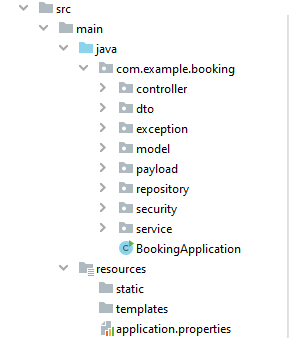 src
main
java
com.example.booking
controller
dto
exception
model
payload
repository
security
service
BookingApplication
resources
static
templates
application.properties